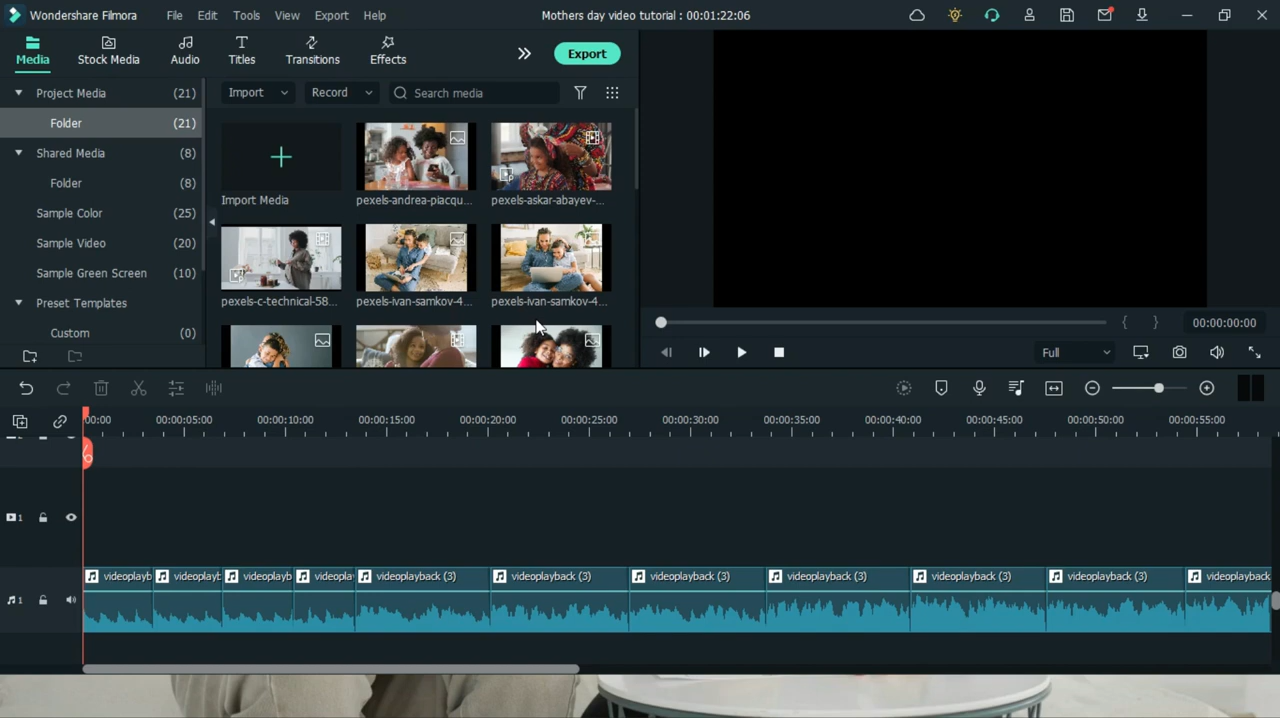 Wondershare Filmora File Edit Tools View Export Help Mothers day video tutorial : 00:01:22:06
Media Stock Media Audio Titles Transitions Effects Export
Project Media (21)
Folder (21)
Shared Media (8)
Folder (8)
Sample Color (25)
Sample Video (20)
Sample Green Screen (10)
Preset Templates
Custom (0)
Import Record Search media
Import Media pexels-andrea-piacqu... pexels-askar-abayev-...
pexels-c-technical-58... pexels-ivan-samkov-4... pexels-ivan-samkov-4...
00:00:00:00
Full
00:00 00:00:05:00 00:00:10:00 00:00:15:00 00:00:20:00 00:00:25:00 00:00:30:00 00:00:35:00 00:00:40:00 00:00:45:00 00:00:50:00 00:00:55:00
1
videoplayb videoplayb videoplayb videoplay videoplayback (3) videoplayback (3) videoplayback (3) videoplayback (3) videoplayback (3) videoplayback (3) videoplayback
1